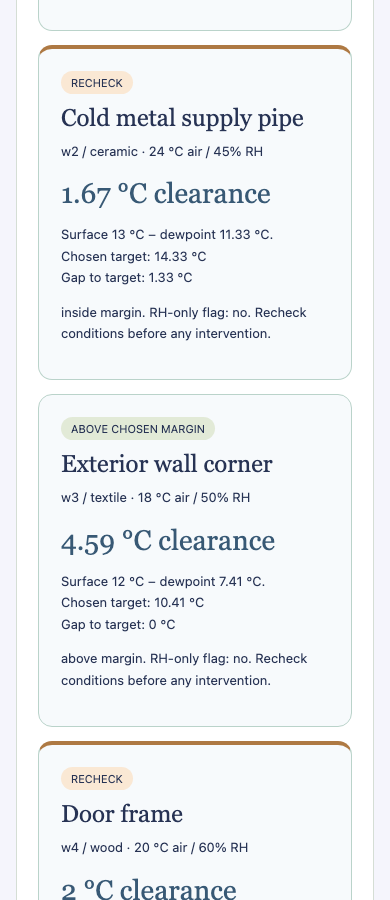 RECHECK
Cold metal supply pipe
w2 / ceramic · 24 °C air / 45% RH
1.67 °C clearance
Surface 13 °C − dewpoint 11.33 °C.
Chosen target: 14.33 °C
Gap to target: 1.33 °C
inside margin. RH-only flag: no. Recheck
conditions before any intervention.
ABOVE CHOSEN MARGIN
Exterior wall corner
w3 / textile · 18 °C air / 50% RH
4.59 °C clearance
Surface 12 °C − dewpoint 7.41 °C.
Chosen target: 10.41 °C
Gap to target: 0 °C
above margin. RH-only flag: no. Recheck
conditions before any intervention.
RECHECK
Door frame
w4 / wood · 20 °C air / 60% RH
2 °C clearance